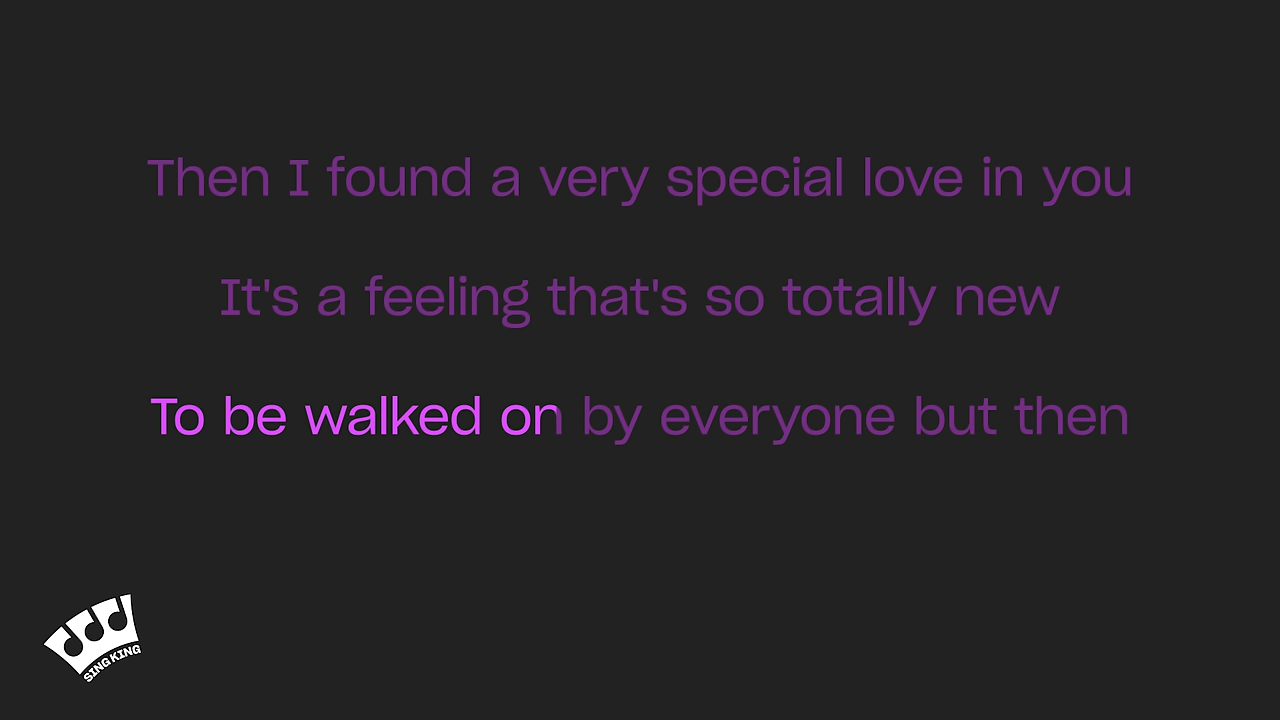 Then I found a very special love in you
It's a feeling that's so totally new
To be walked on by everyone but then
SING KING